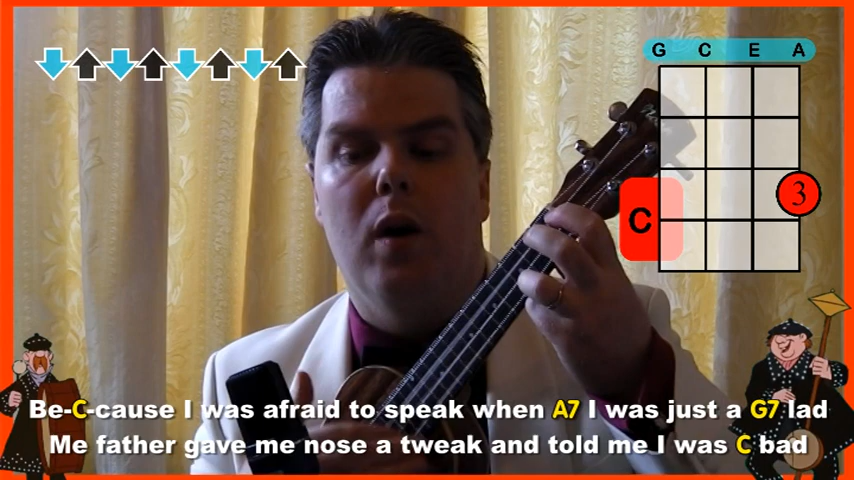 G C E A
3
C
Be-C-cause I was afraid to speak when A7 I was just a G7 lad
Me father gave me nose a tweak and told me I was C bad